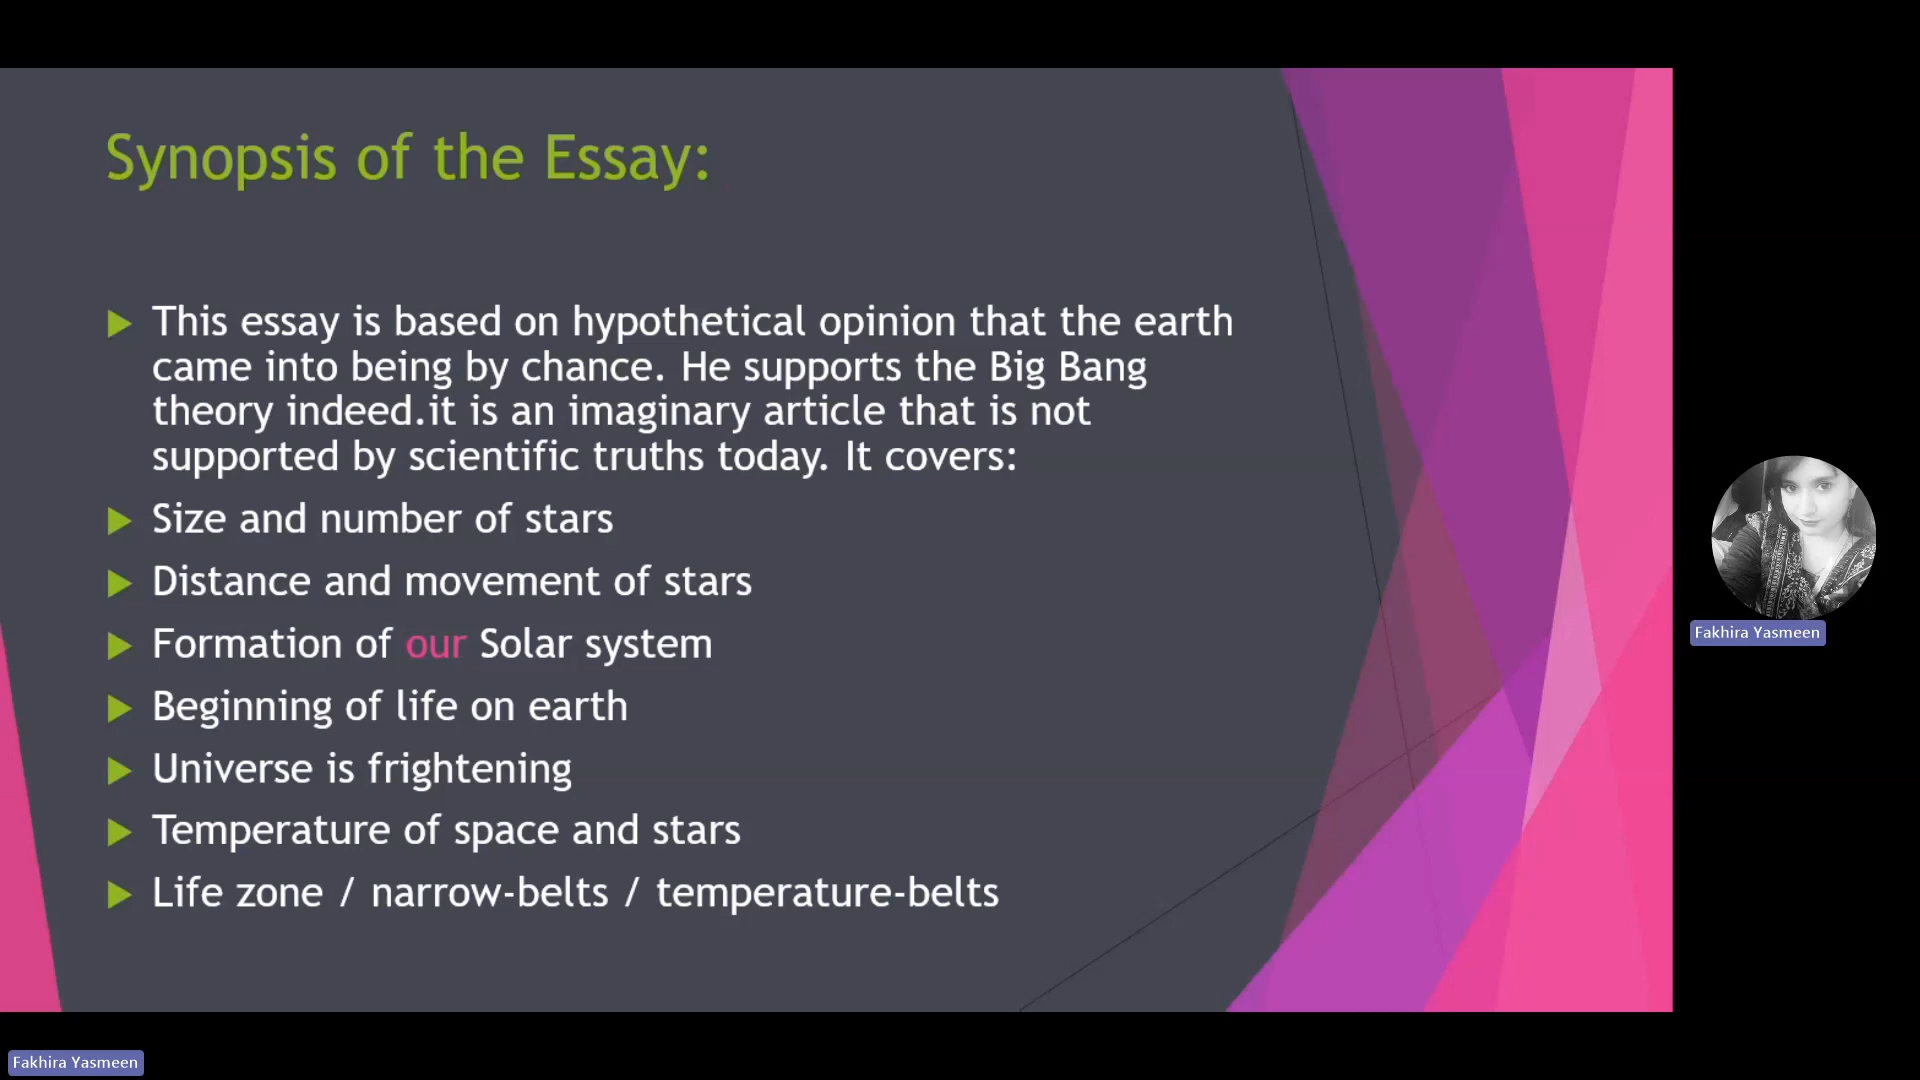 Synopsis of the Essay:
This essay is based on hypothetical opinion that the earth
came into being by chance. He supports the Big Bang
theory indeed.it is an imaginary article that is not
supported by scientific truths today. It covers:
Size and number of stars
Distance and movement of stars
Formation of our Solar system
Beginning of life on earth
Universe is frightening
Temperature of space and stars
Life zone / narrow-belts / temperature-belts
Fakhira Yasmeen
Fakhira Yasmeen